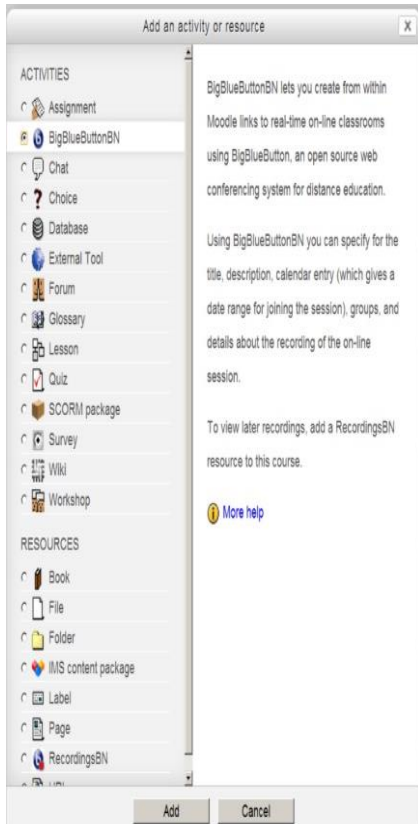 Add an activity or resource
X
ACTIVITIES
Assignment
BigBlueButtonBN
Chat
Choice
Database
External Tool
Forum
Glossary
Lesson
Quiz
SCORM package
Survey
Wiki
Workshop
RESOURCES
Book
File
Folder
IMS content package
Label
Page
RecordingsBN
BigBlueButtonBN lets you create from within
Moodle links to real-time on-line classrooms
using BigBlueButton, an open source web
conferencing system for distance education.
Using BigBlueButtonBN you can specify for the
title, description, calendar entry (which gives a
date range for joining the session), groups, and
details about the recording of the on-line
session.
To view later recordings, add a RecordingsBN
resource to this course.
More help
Add
Cancel